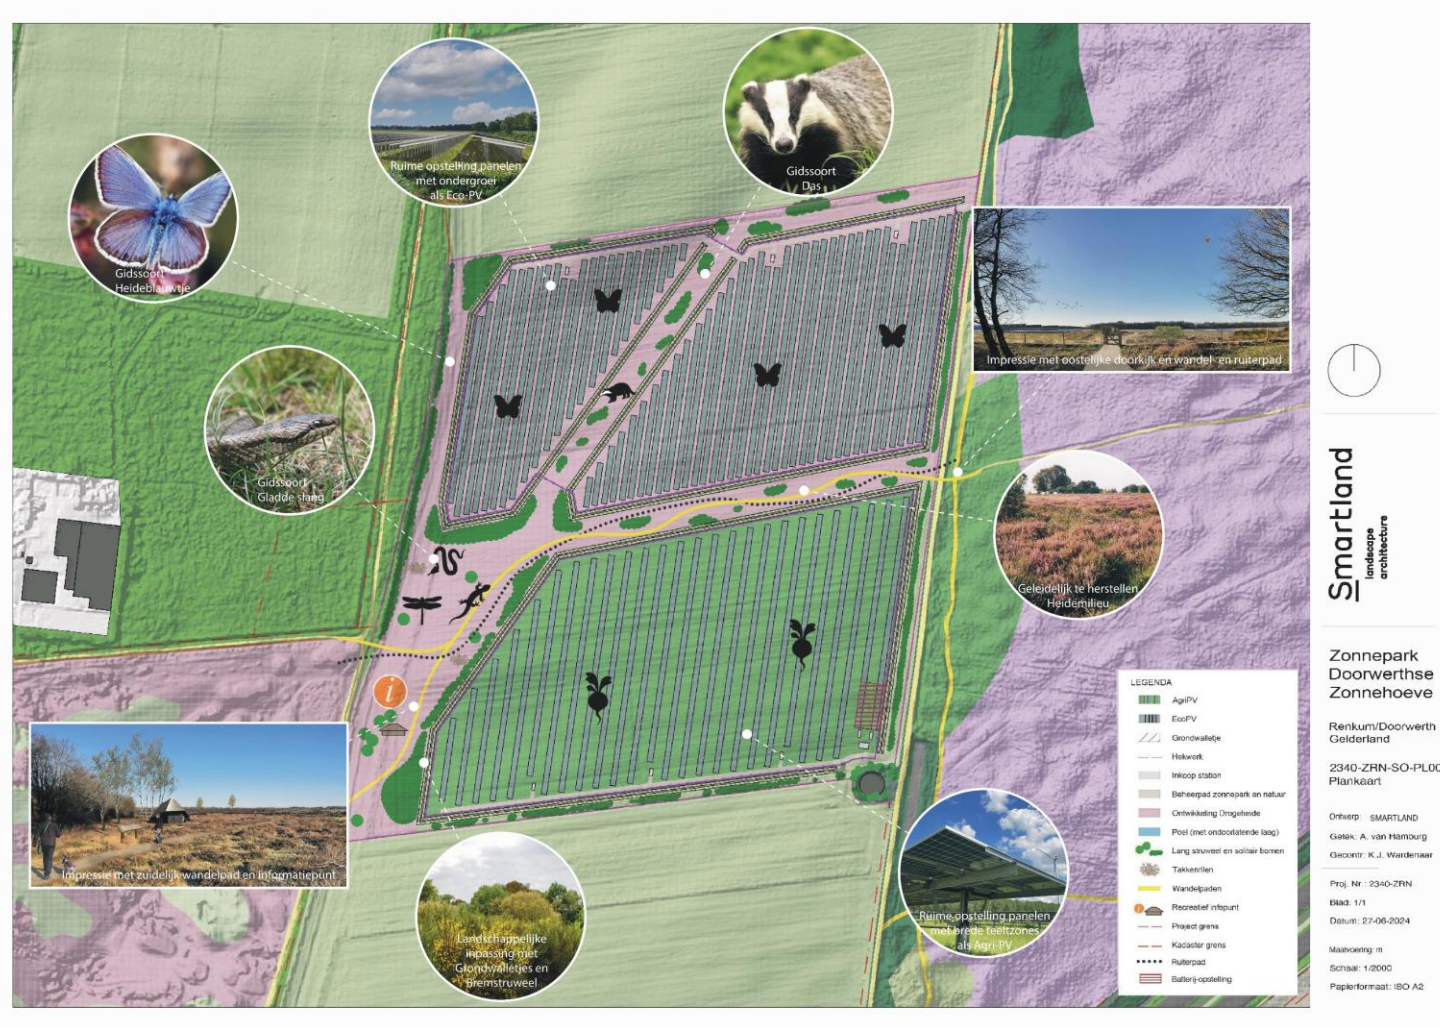 Ruime opstelling panelen
met ondergroei
als Eco-PV
Gidssoort
Das
Gidssoort
Heideblauwtje
Impressie met oostelijke doorkijk en wandel- en ruiterpad
Gidssoort
Gladde slang
Geleidelijk te herstellen
Heidemilieu
i
Impressie met zuidelijk wandelpad en informatiepunt
Landschappelijke
inpassing met
Grondwalletjes en
Bremstruweel
Ruime opstelling panelen
met brede teeltzones
als Agri-PV
LEGENDA
AgriPV
EcoPV
Grondwalletje
Hekwerk
Inkoop station
Beheerpad zonnepark en natuur
Ontwikkeling Drogeheide
Poel (met ondoorlatende laag)
Lang struweel en solitair bomen
Takkenrillen
Wandelpaden
Recreatief infopunt
Project grens
Kadaster grens
Ruiterpad
Batterij-opstelling
Smartland
landscape
architecture
Zonnepark
Doorwerthse
Zonnehoeve
Renkum/Doorwerth
Gelderland
2340-ZRN-SO-PL00
Plankaart
Ontwerp: SMARTLAND
Getek: A. van Hamburg
Gecontr: K.J. Wardenaar
Proj. Nr.: 2340-ZRN
Blad: 1/1
Datum: 27-06-2024
Maatvoering: m
Schaal: 1/2000
Papierformaat: ISO A2